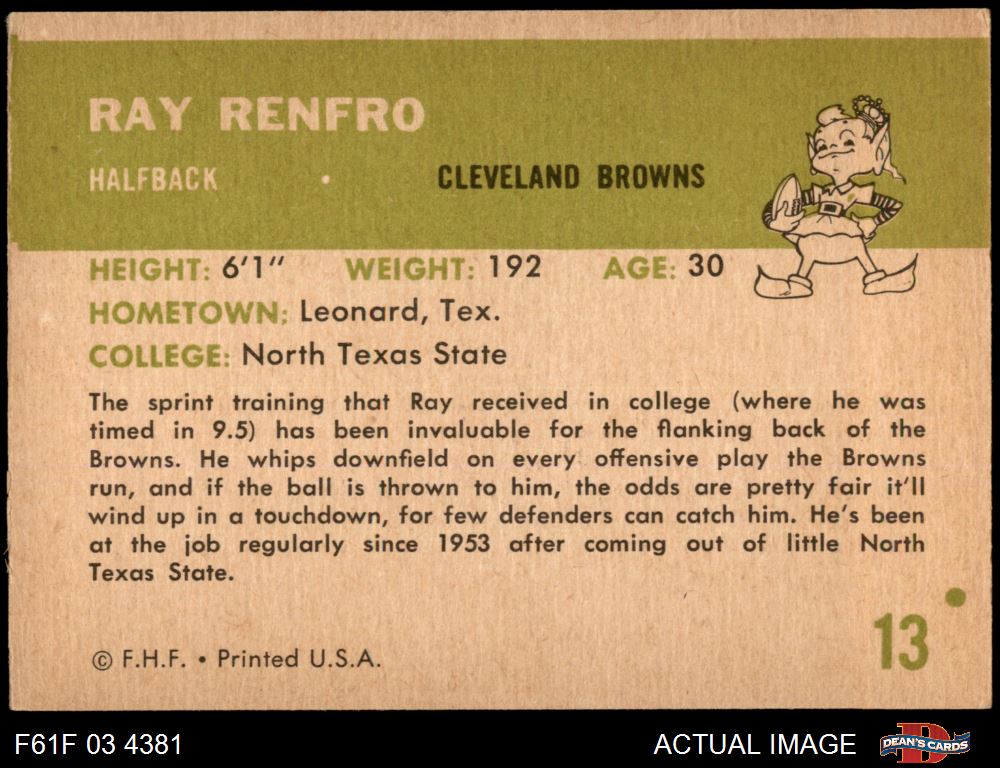 RAY RENFRO
HALFBACK CLEVELAND BROWNS
HEIGHT: 6'1" WEIGHT: 192 AGE: 30
HOMETOWN: Leonard, Tex.
COLLEGE: North Texas State
The sprint training that Ray received in college (where he was
timed in 9.5) has been invaluable for the flanking back of the
Browns. He whips downfield on every offensive play the Browns
run, and if the ball is thrown to him, the odds are pretty fair it'll
wind up in a touchdown, for few defenders can catch him. He's been
at the job regularly since 1953 after coming out of little North
Texas State.
13
© F.H.F. • Printed U.S.A.
F61F 03 4381 ACTUAL IMAGE D DEAN'S CARDS